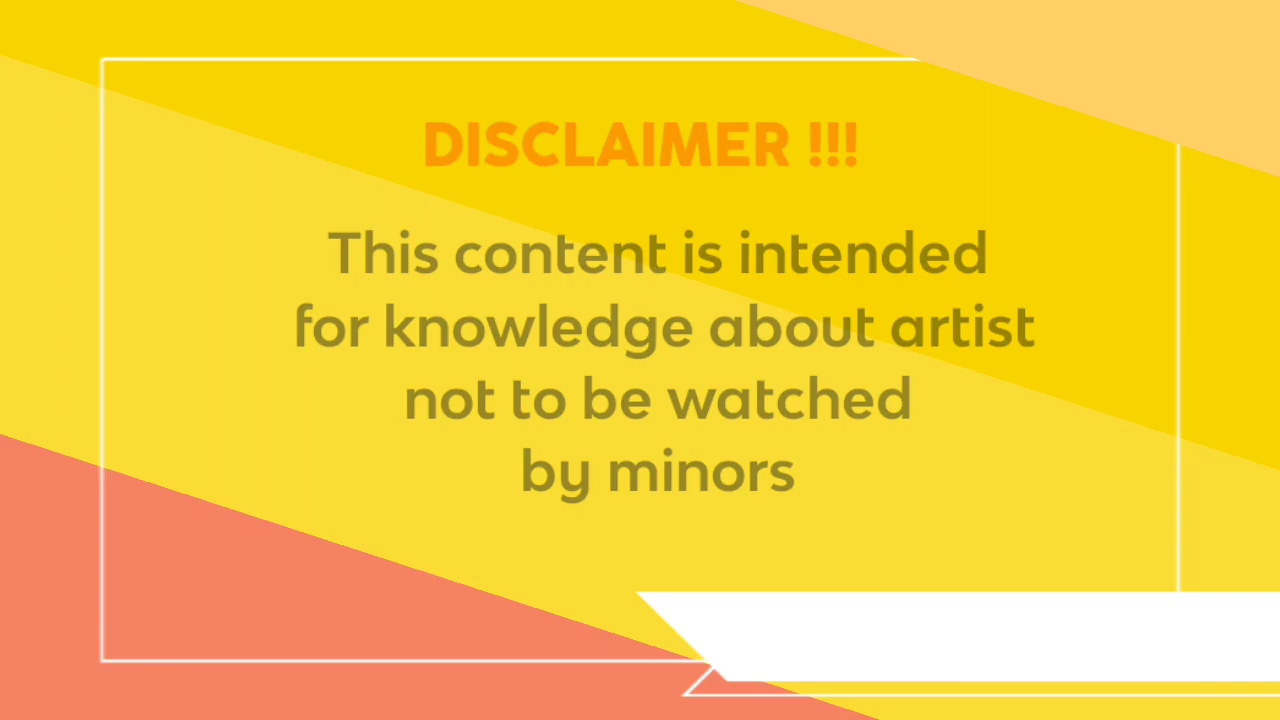 DISCLAIMER !!!
This content is intended
for knowledge about artist
not to be watched
by minors